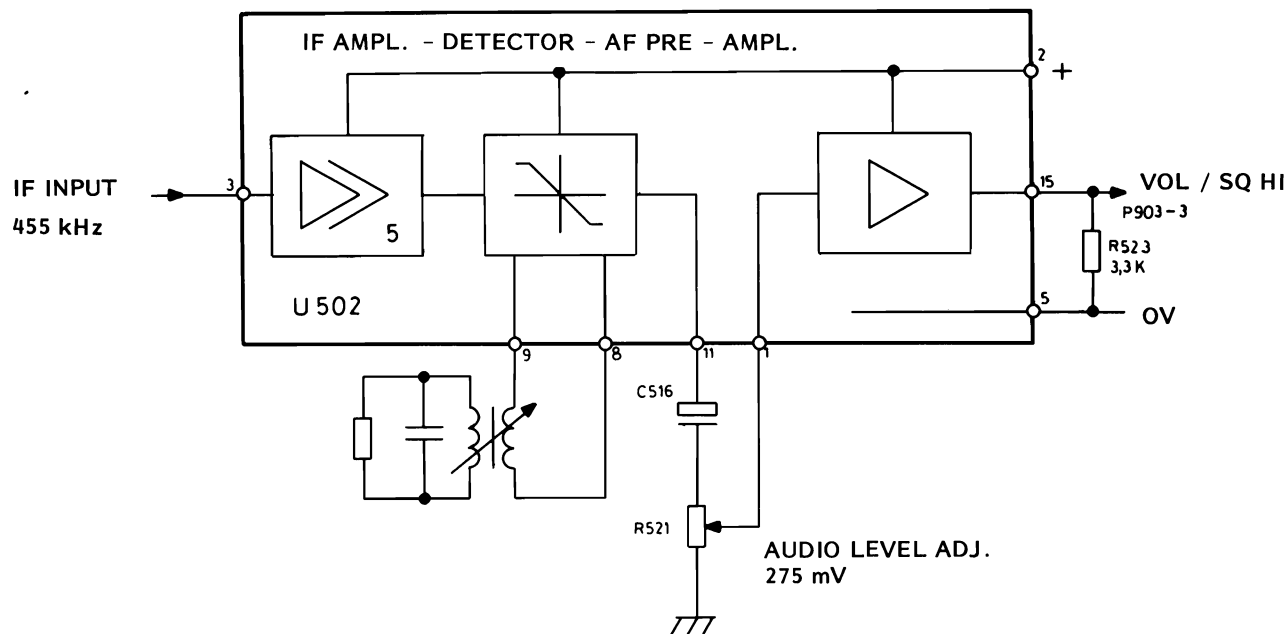 IF AMPL. - DETECTOR - AF PRE - AMPL.
2
+
3
IF INPUT
455 kHz
5
15
VOL / SQ HI
P903-3
R523
3,3K
U502
5
0V
9
8
11
1
C516
R521
AUDIO LEVEL ADJ.
275 mV